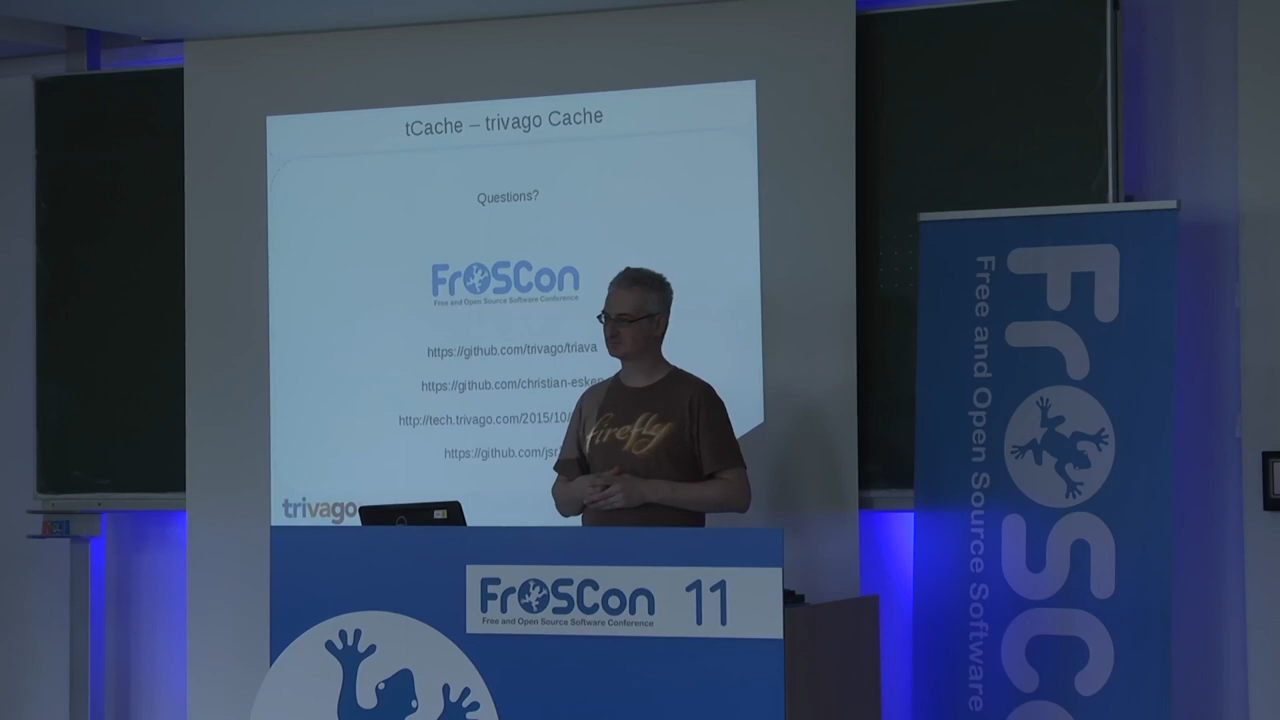 tCache – trivago Cache
Questions?
FrOSCon
Free and Open Source Software Conference
https://github.com/trivago/triava
https://github.com/christian-esken
http://tech.trivago.com/2015/10/
https://github.com/jsr
trivago
firefly
FrOSCon 11
Free and Open Source Software Conference
FrOSCo
Free and Open Source Software